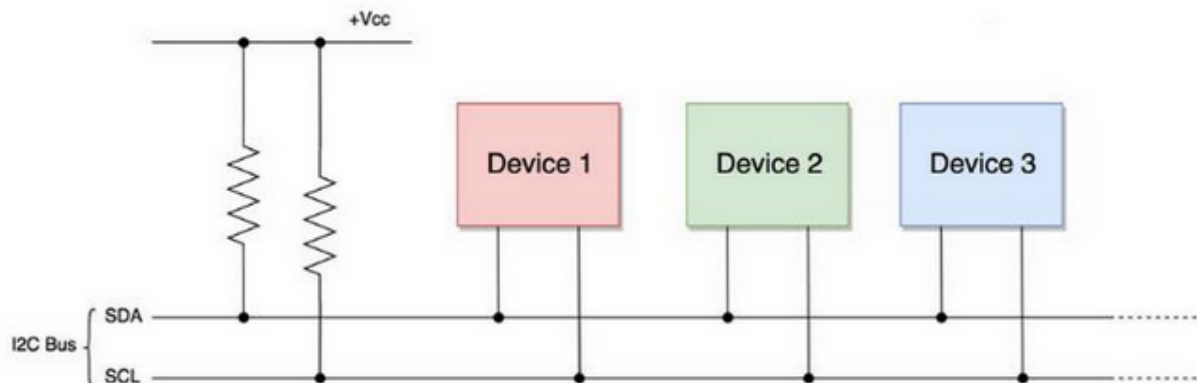 +Vcc
Device 1
Device 2
Device 3
SDA
I2C Bus
SCL